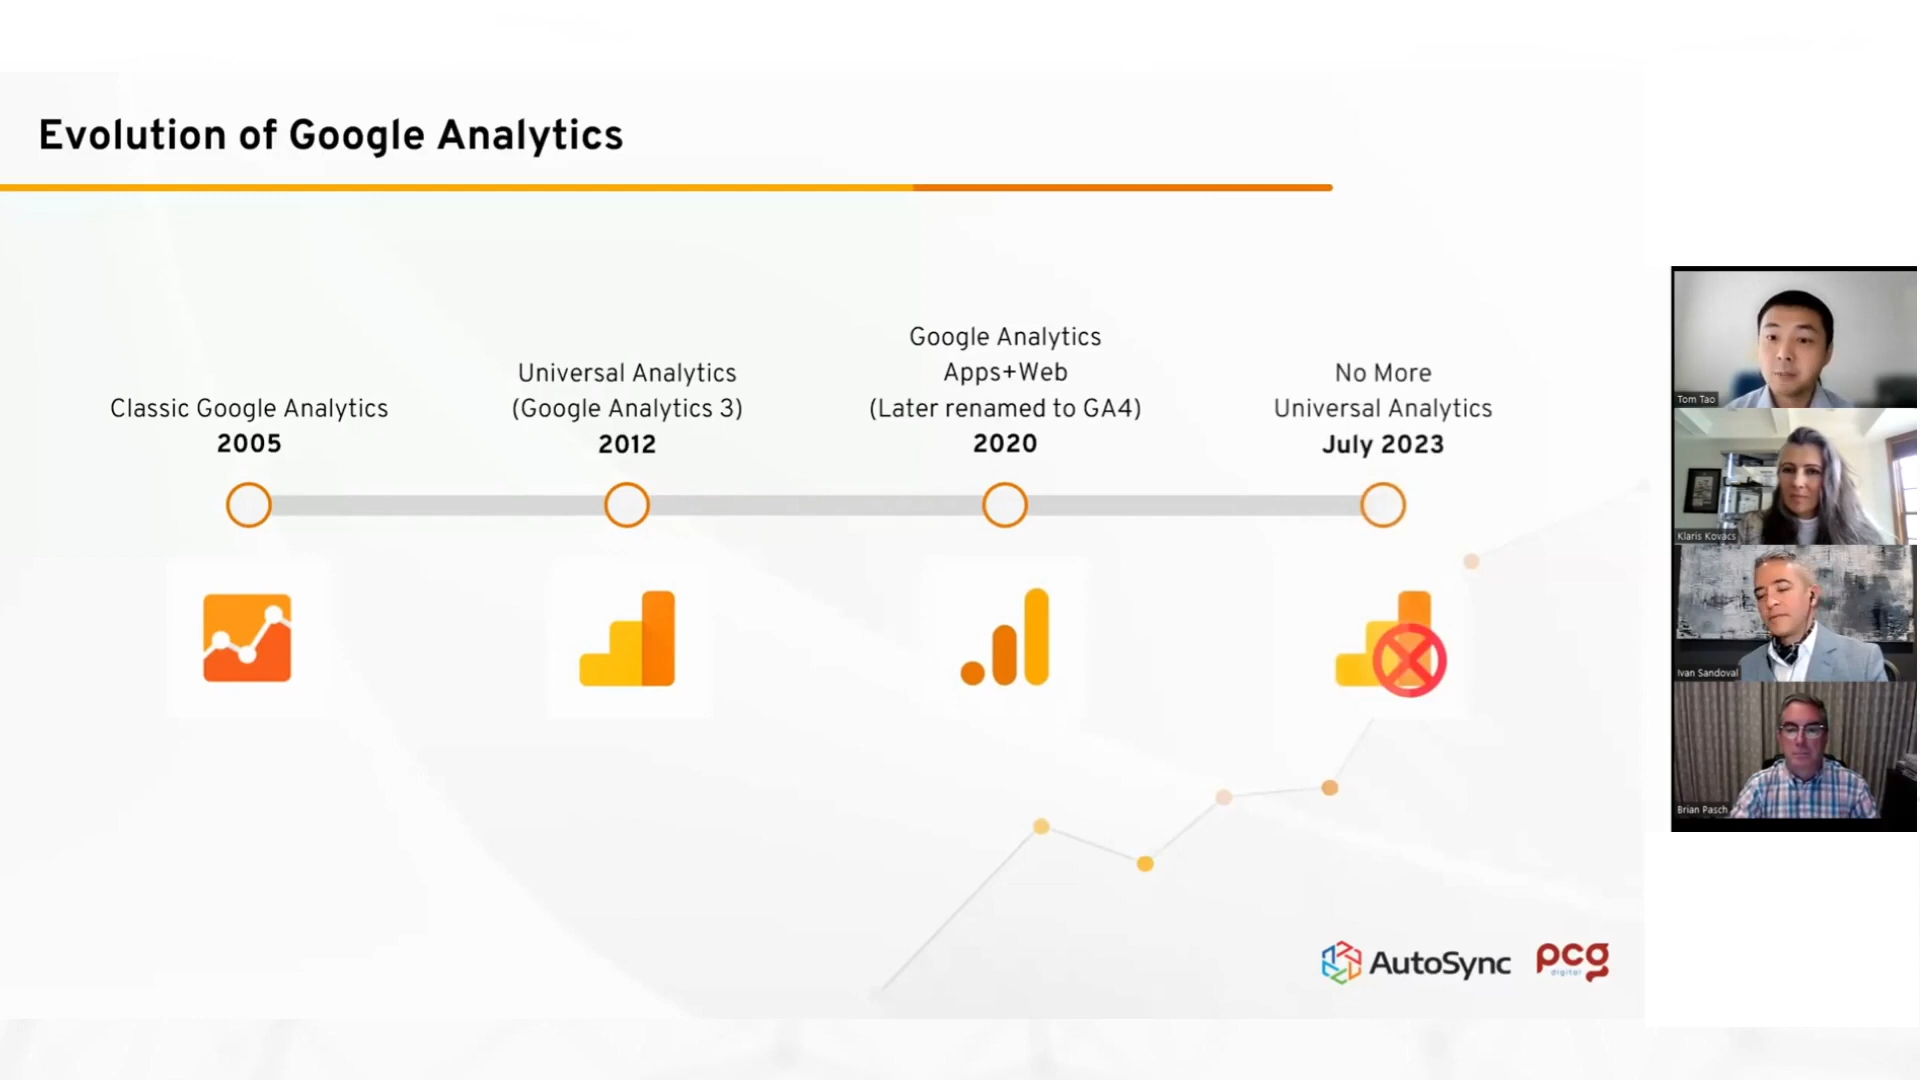 Evolution of Google Analytics
Classic Google Analytics
2005
Universal Analytics
(Google Analytics 3)
2012
Google Analytics
Apps+Web
(Later renamed to GA4)
2020
No More
Universal Analytics
July 2023
AutoSync
pcg
digital
Tom Tao
Klaris Kovacs
Ivan Sandoval
Brian Pasch